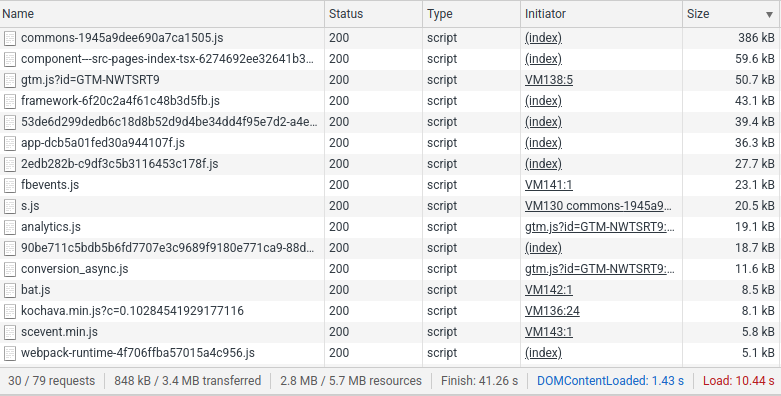 Name Status Type Initiator Size
commons-1945a9dee690a7ca1505.js 200 script (index) 386 kB
component---src-pages-index-tsx-6274692ee32641b3… 200 script (index) 59.6 kB
gtm.js?id=GTM-NWTSRT9 200 script VM138:5 50.7 kB
framework-6f20c2a4f61c48b3d5fb.js 200 script (index) 43.1 kB
53de6d299dedb6c18d8b52d9d4be34dd4f95e7d2-a4e… 200 script (index) 39.4 kB
app-dcb5a01fed30a944107f.js 200 script (index) 36.3 kB
2edb282b-c9df3c5b3116453c178f.js 200 script (index) 27.7 kB
fbevents.js 200 script VM141:1 23.1 kB
s.js 200 script VM130 commons-1945a9… 20.5 kB
analytics.js 200 script gtm.js?id=GTM-NWTSRT9:… 19.1 kB
90be711c5bdb5b6fd7707e3c9689f9180e771ca9-88d… 200 script (index) 18.7 kB
conversion_async.js 200 script gtm.js?id=GTM-NWTSRT9:… 11.6 kB
bat.js 200 script VM142:1 8.5 kB
kochava.min.js?c=0.10284541929177116 200 script VM136:24 8.1 kB
scevent.min.js 200 script VM143:1 5.8 kB
webpack-runtime-4f706ffba57015a4c956.js 200 script (index) 5.1 kB
30 / 79 requests 848 kB / 3.4 MB transferred 2.8 MB / 5.7 MB resources Finish: 41.26 s DOMContentLoaded: 1.43 s Load: 10.44 s